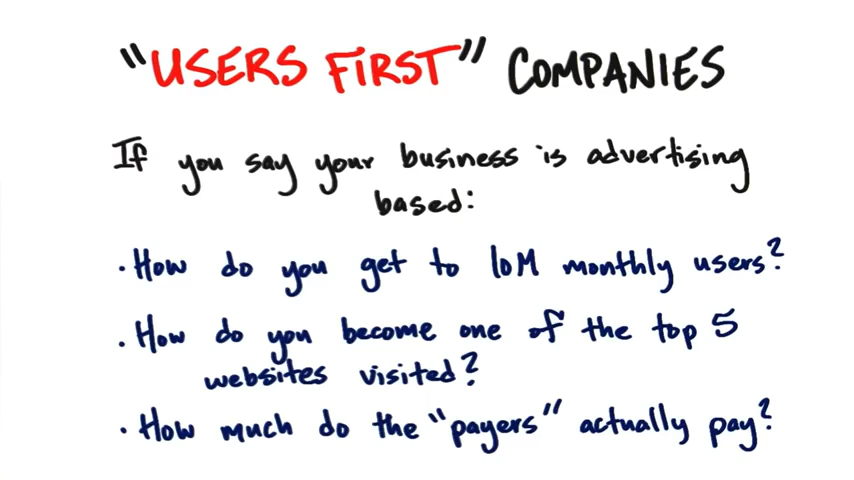 "USERS FIRST" COMPANIES
If you say your business is advertising
based:
• How do you get to 10M monthly users?
• How do you become one of the top 5
websites visited?
• How much do the "payers" actually pay?